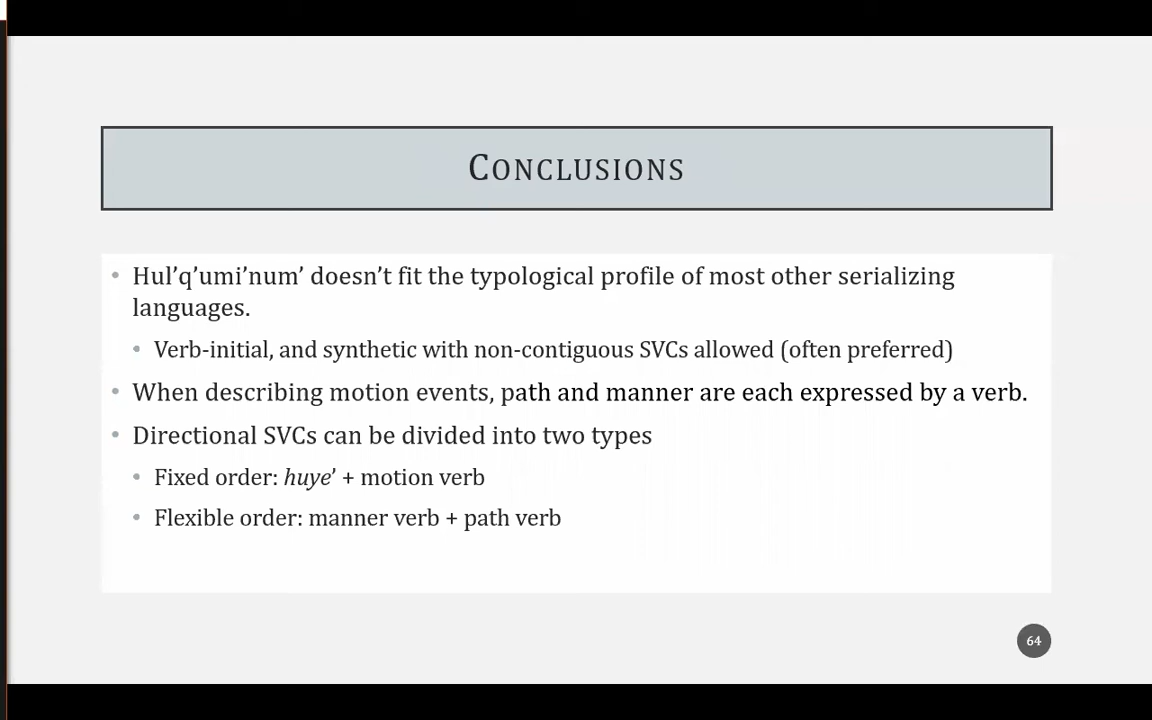 CONCLUSIONS
• Hul’q’umi’num’ doesn’t fit the typological profile of most other serializing
languages.
• Verb-initial, and synthetic with non-contiguous SVCs allowed (often preferred)
• When describing motion events, path and manner are each expressed by a verb.
• Directional SVCs can be divided into two types
• Fixed order: huye’ + motion verb
• Flexible order: manner verb + path verb
64